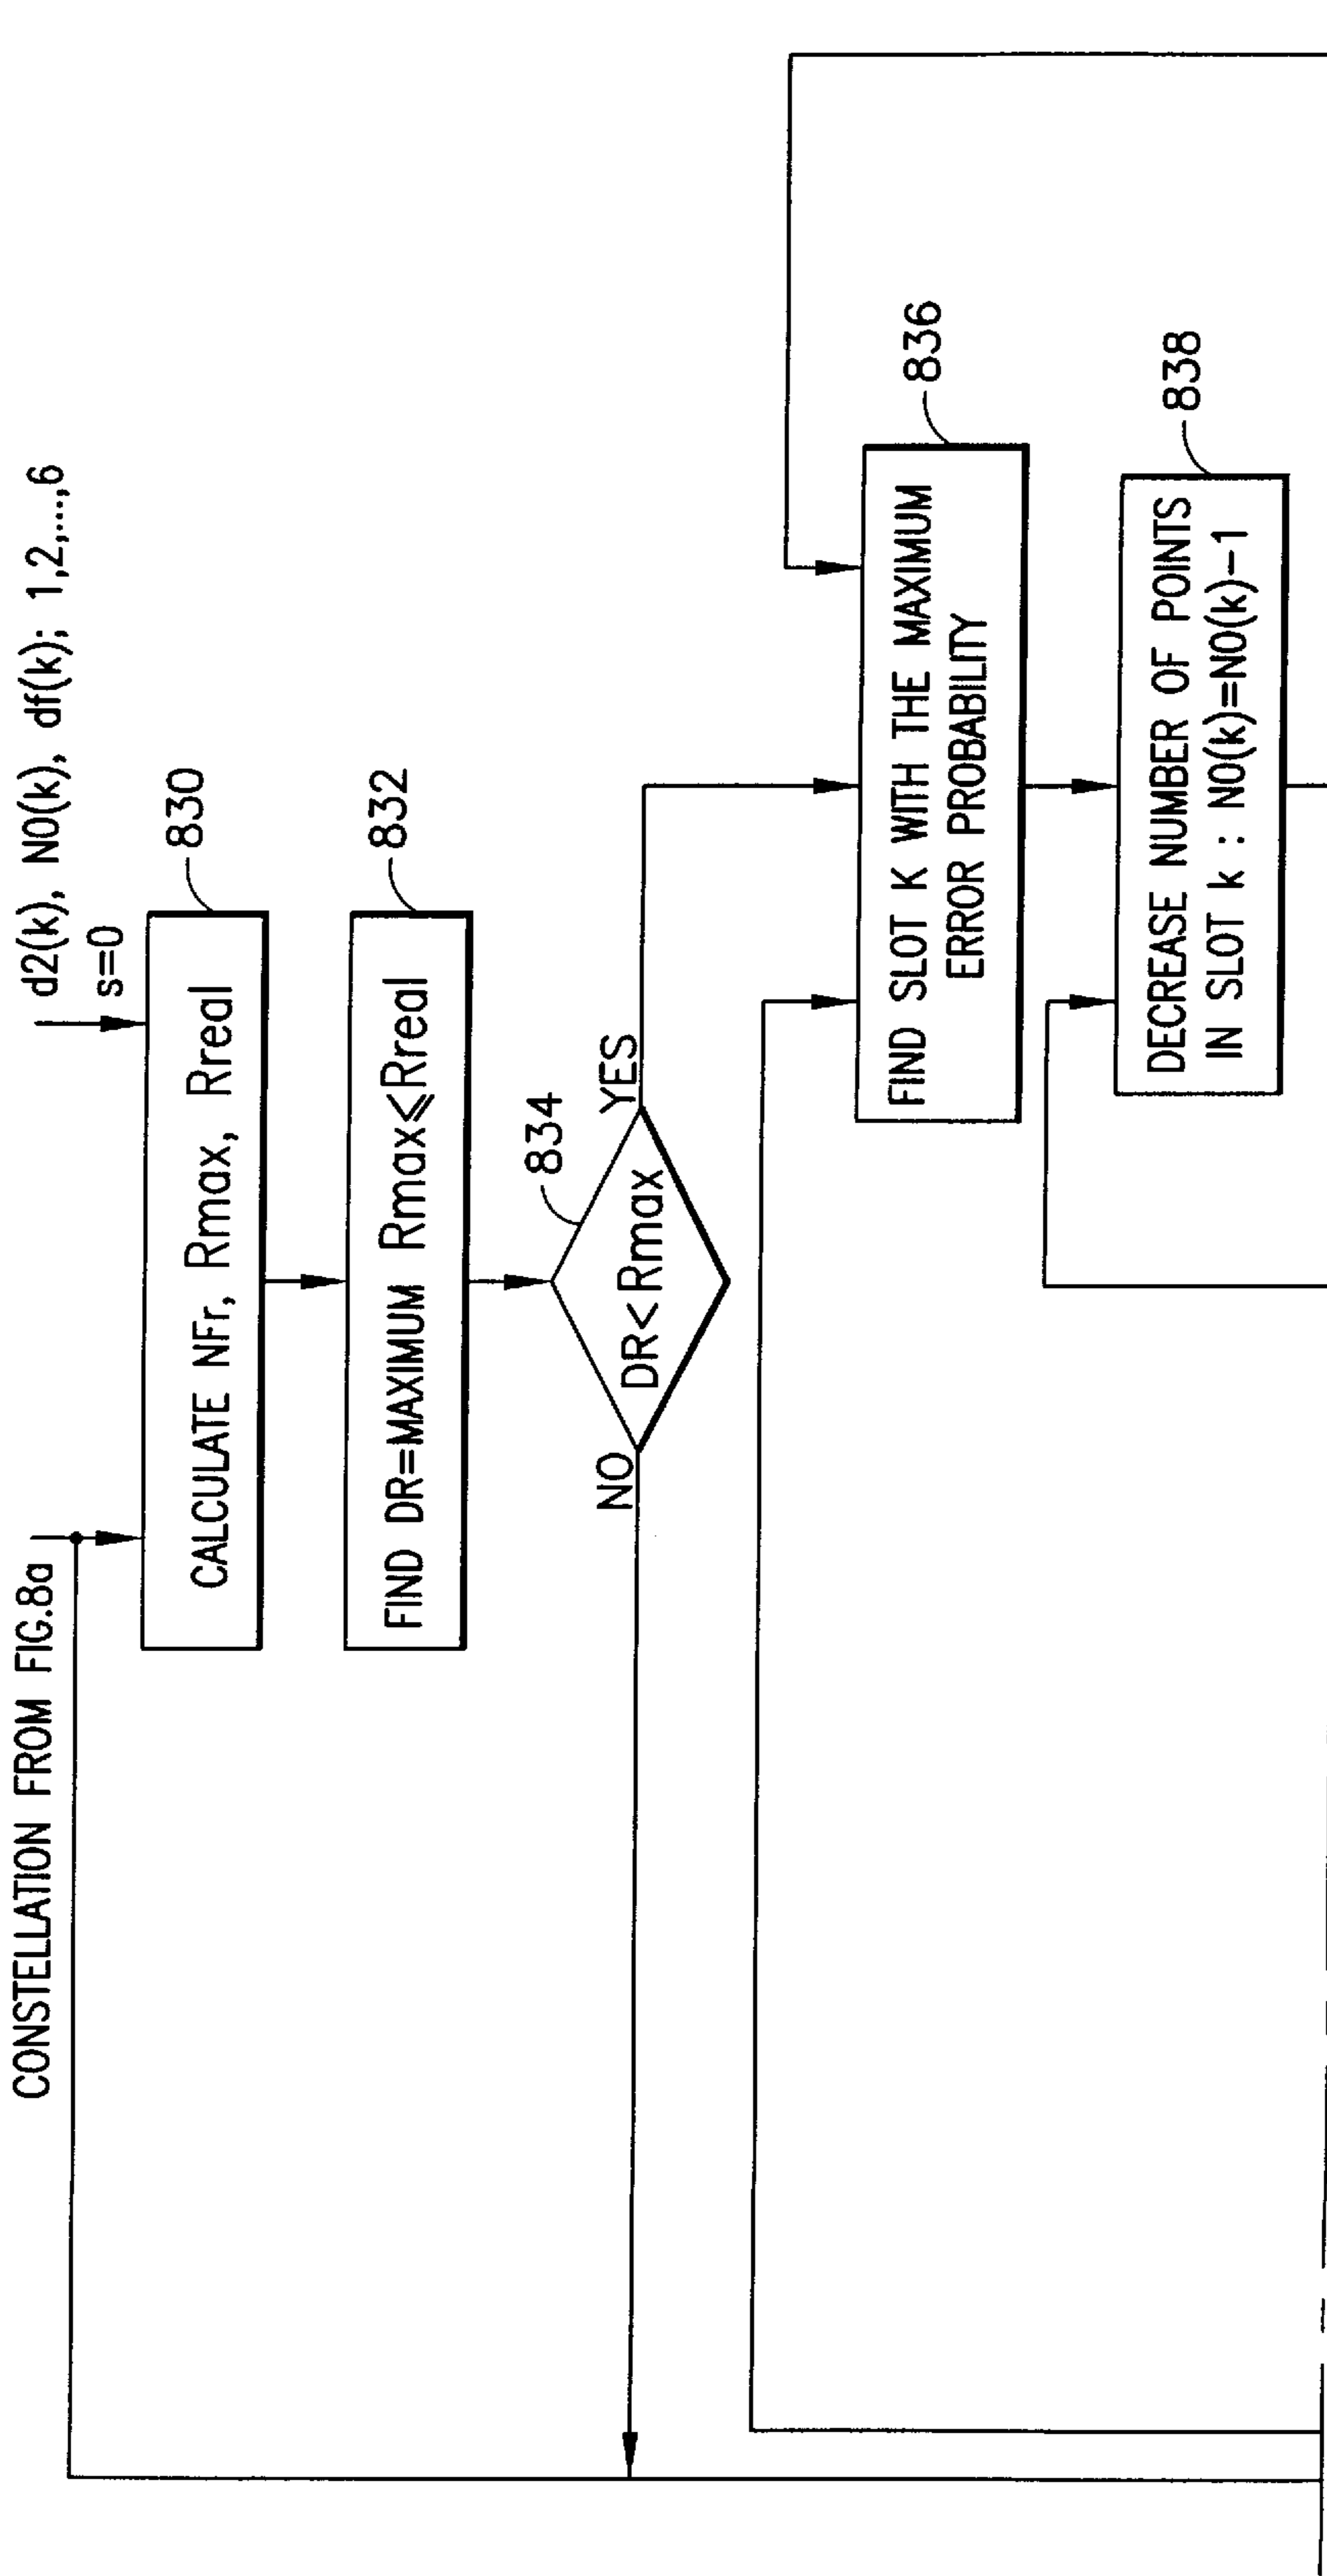 CONSTELLATION FROM FIG.8a
d2(k), N0(k), df(k); 1,2,...,6
s=0
CALCULATE NFr, Rmax, Rreal
830
FIND DR=MAXIMUM Rmax⩽Rreal
832
834
DR<Rmax
NO
YES
FIND SLOT K WITH THE MAXIMUM
ERROR PROBABILITY
836
DECREASE NUMBER OF POINTS
IN SLOT k : N0(k)=N0(k)-1
838